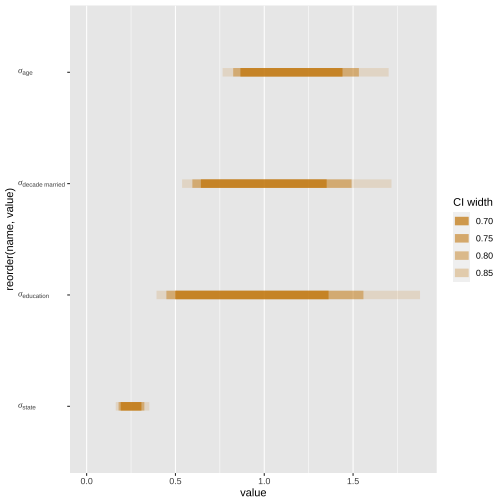 σage
σdecade married
σeducation
σstate
reorder(name, value)
0.0 0.5 1.0 1.5
value
CI width
0.70
0.75
0.80
0.85